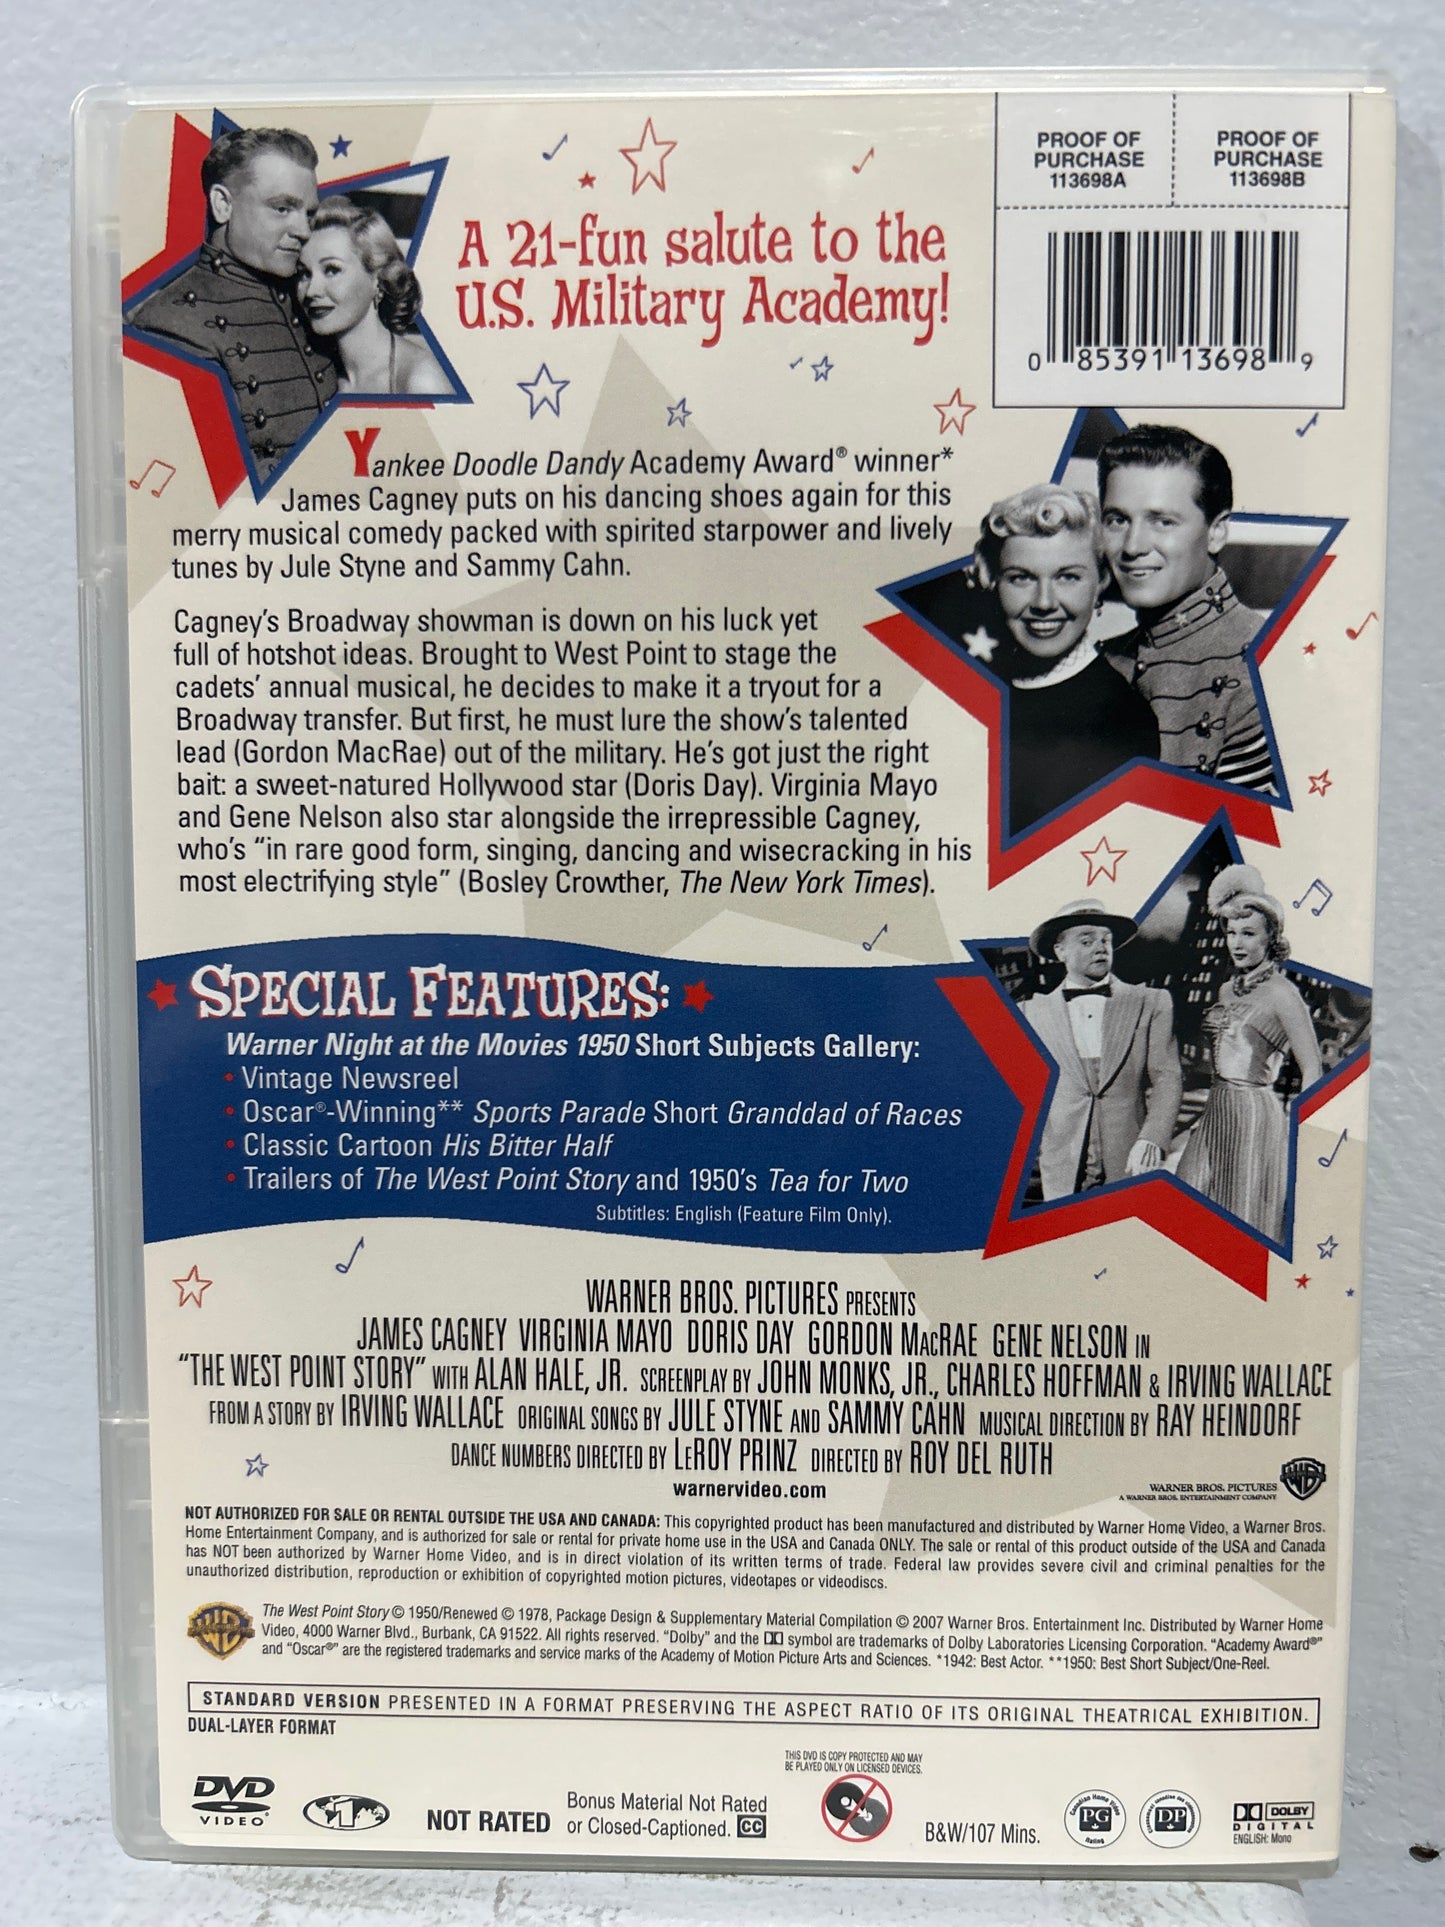 PROOF OF
PURCHASE
113698A
PROOF OF
PURCHASE
113698B
0 85391 13698 9
A 21-fun salute to the
U.S. Military Academy!
Yankee Doodle Dandy Academy Award® winner*
James Cagney puts on his dancing shoes again for this
merry musical comedy packed with spirited starpower and lively
tunes by Jule Styne and Sammy Cahn.
Cagney's Broadway showman is down on his luck yet
full of hotshot ideas. Brought to West Point to stage the
cadets' annual musical, he decides to make it a tryout for a
Broadway transfer. But first, he must lure the show's talented
lead (Gordon MacRae) out of the military. He's got just the right
bait: a sweet-natured Hollywood star (Doris Day). Virginia Mayo
and Gene Nelson also star alongside the irrepressible Cagney,
who's "in rare good form, singing, dancing and wisecracking in his
most electrifying style" (Bosley Crowther, The New York Times).
SPECIAL FEATURES:
Warner Night at the Movies 1950 Short Subjects Gallery:
• Vintage Newsreel
• Oscar®-Winning** Sports Parade Short Granddad of Races
• Classic Cartoon His Bitter Half
• Trailers of The West Point Story and 1950's Tea for Two
Subtitles: English (Feature Film Only).
WARNER BROS. PICTURES PRESENTS
JAMES CAGNEY VIRGINIA MAYO DORIS DAY GORDON MACRAE GENE NELSON IN
"THE WEST POINT STORY" WITH ALAN HALE, JR. SCREENPLAY BY JOHN MONKS, JR., CHARLES HOFFMAN & IRVING WALLACE
FROM A STORY BY IRVING WALLACE ORIGINAL SONGS BY JULE STYNE AND SAMMY CAHN MUSICAL DIRECTION BY RAY HEINDORF
DANCE NUMBERS DIRECTED BY LEROY PRINZ DIRECTED BY ROY DEL RUTH
warnervideo.com
WARNER BROS. PICTURES
A WARNER BROS. ENTERTAINMENT COMPANY
NOT AUTHORIZED FOR SALE OR RENTAL OUTSIDE THE USA AND CANADA: This copyrighted product has been manufactured and distributed by Warner Home Video, a Warner Bros.
Home Entertainment Company, and is authorized for sale or rental for private home use in the USA and Canada ONLY. The sale or rental of this product outside of the USA and Canada
has NOT been authorized by Warner Home Video, and is in direct violation of its written terms of trade. Federal law provides severe civil and criminal penalties for the
unauthorized distribution, reproduction or exhibition of copyrighted motion pictures, videotapes or videodiscs.
The West Point Story © 1950/Renewed © 1978, Package Design & Supplementary Material Compilation © 2007 Warner Bros. Entertainment Inc. Distributed by Warner Home
Video, 4000 Warner Blvd., Burbank, CA 91522. All rights reserved. "Dolby" and the DD symbol are trademarks of Dolby Laboratories Licensing Corporation. "Academy Award®"
and "Oscar®" are the registered trademarks and service marks of the Academy of Motion Picture Arts and Sciences. *1942: Best Actor. **1950: Best Short Subject/One-Reel.
STANDARD VERSION PRESENTED IN A FORMAT PRESERVING THE ASPECT RATIO OF ITS ORIGINAL THEATRICAL EXHIBITION.
DUAL-LAYER FORMAT
THIS DVD IS COPY PROTECTED AND MAY
BE PLAYED ONLY ON LICENSED DEVICES.
DVD
VIDEO
1
NOT RATED
Bonus Material Not Rated
or Closed-Captioned. CC
B&W/107 Mins.
Canadian Home Video
PG
Rating
DP
DOLBY
DIGITAL
ENGLISH: Mono